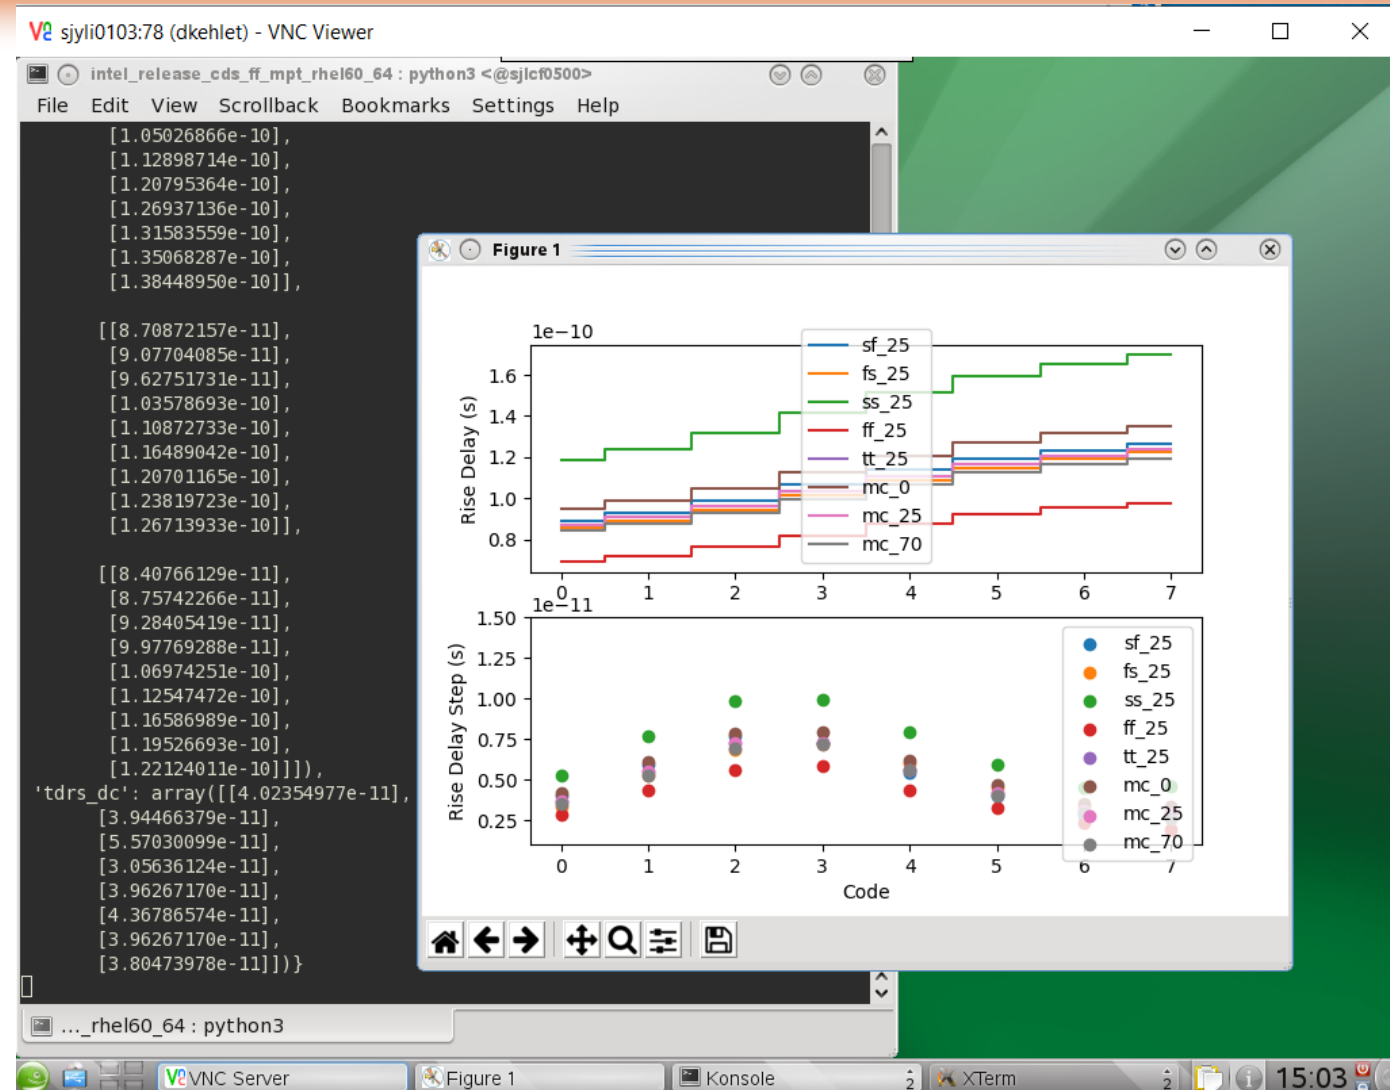 sjyli0103:78 (dkehlet) - VNC Viewer
intel_release_cds_ff_mpt_rhel60_64 : python3 <@sjlcf0500>
File Edit View Scrollback Bookmarks Settings Help
[1.05026866e-10],
[1.12898714e-10],
[1.20795364e-10],
[1.26937136e-10],
[1.31583559e-10],
[1.35068287e-10],
[1.38448950e-10]],
[[8.70872157e-11],
[9.07704085e-11],
[9.62751731e-11],
[1.03578693e-10],
[1.10872733e-10],
[1.16489042e-10],
[1.20701165e-10],
[1.23819723e-10],
[1.26713933e-10]],
[[8.40766129e-11],
[8.75742266e-11],
[9.28405419e-11],
[9.97769288e-11],
[1.06974251e-10],
[1.12547472e-10],
[1.16586989e-10],
[1.19526693e-10],
[1.22124011e-10]]]),
'tdrs_dc': array([[4.02354977e-11],
[3.94466379e-11],
[5.57030099e-11],
[3.05636124e-11],
[3.96267170e-11],
[4.36786574e-11],
[3.96267170e-11],
[3.80473978e-11]])}
..._rhel60_64 : python3
Figure 1
1e−10
Rise Delay (s)
1.6
1.4
1.2
1.0
0.8
sf_25
fs_25
ss_25
ff_25
tt_25
mc_0
mc_25
mc_70
0 1 2 3 4 5 6 7
1e−11
Rise Delay Step (s)
1.50
1.25
1.00
0.75
0.50
0.25
sf_25
fs_25
ss_25
ff_25
tt_25
mc_0
mc_25
mc_70
0 1 2 3 4 5 6 7
Code
VNC Server
Figure 1
Konsole 2
XTerm 2
15:03